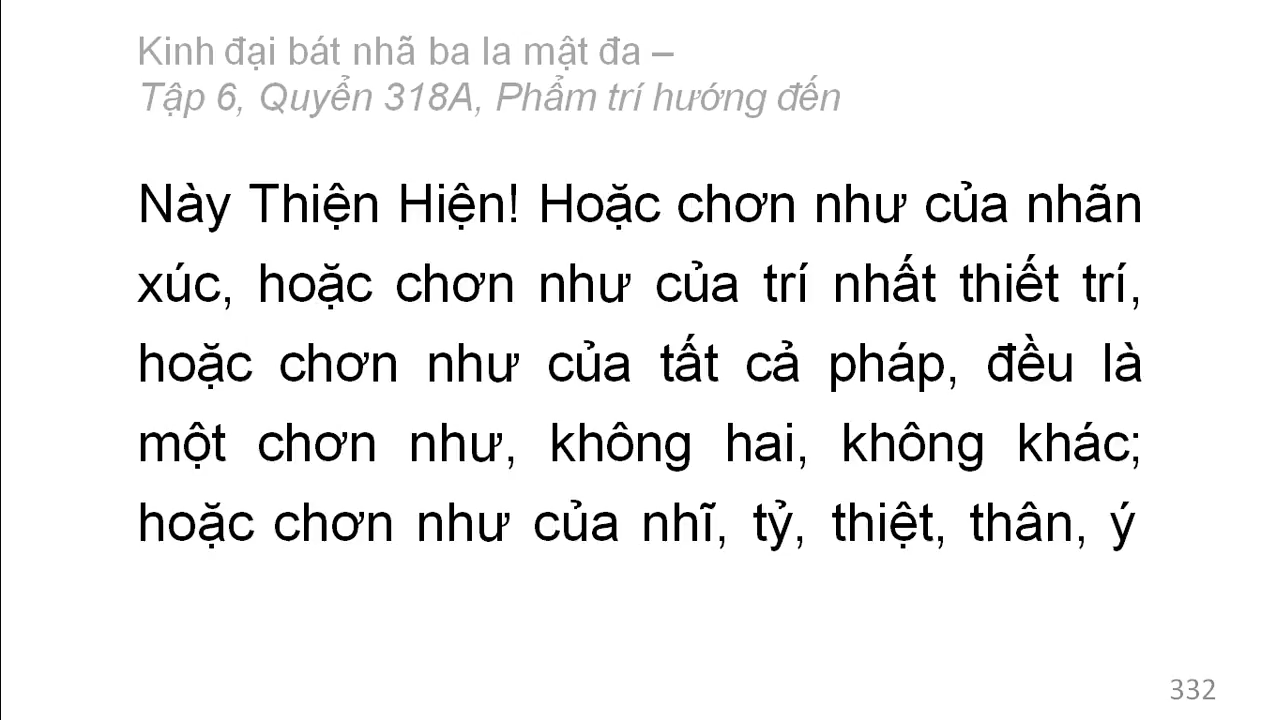 Kinh đại bát nhã ba la mật đa –
Tập 6, Quyển 318A, Phẩm trí hướng đến
Này Thiện Hiện! Hoặc chơn như của nhãn
xúc, hoặc chơn như của trí nhất thiết trí,
hoặc chơn như của tất cả pháp, đều là
một chơn như, không hai, không khác;
hoặc chơn như của nhĩ, tỷ, thiệt, thân, ý
332